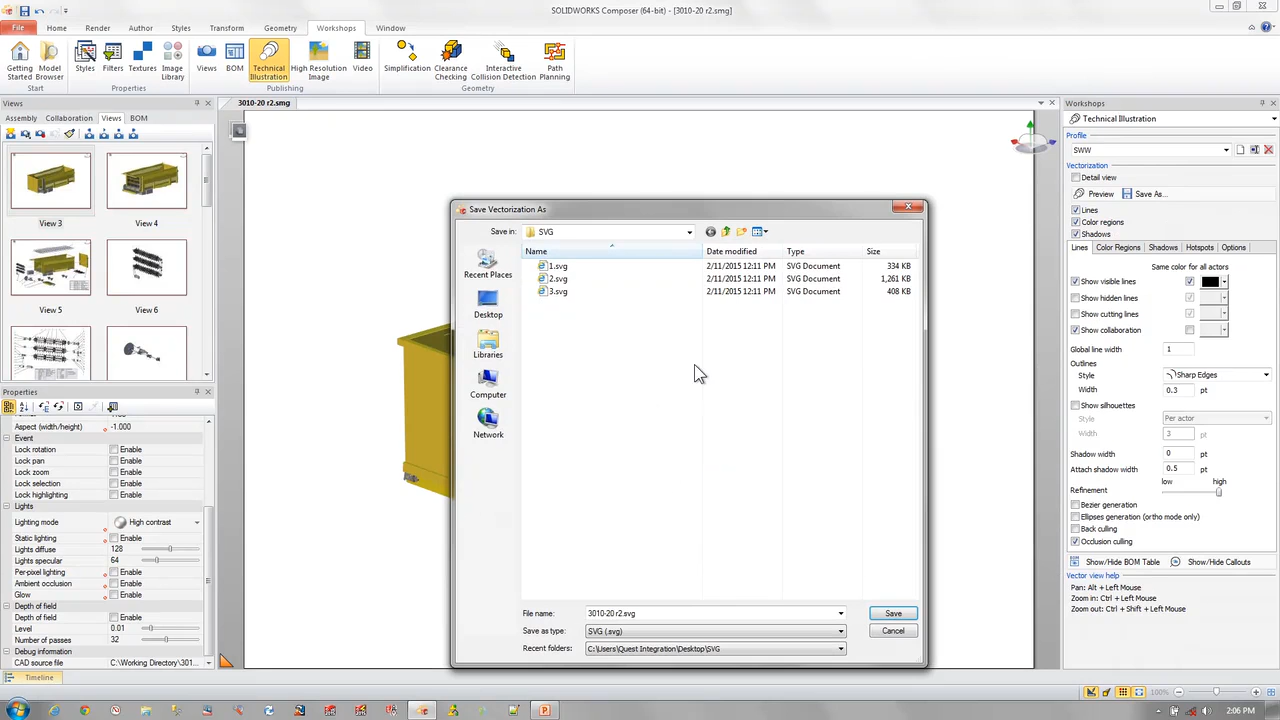 SOLIDWORKS Composer (64-bit) - [3010-20 r2.smg]
File Home Render Author Styles Transform Geometry Workshops Window
Getting Started
Model Browser
Styles
Filters
Textures
Image Library
Views
BOM
Technical Illustration
High Resolution Image
Video
Simplification
Clearance Checking
Interactive Collision Detection
Path Planning
Start Properties Publishing Geometry
Views
Assembly Collaboration Views BOM
View 3
View 4
View 5
View 6
3010-20 r2.smg
Properties
Aspect (width/height) -1.000
Event
Lock rotation Enable
Lock pan Enable
Lock zoom Enable
Lock selection Enable
Lock highlighting Enable
Lights
Lighting mode High contrast
Static lighting Enable
Lights diffuse 128
Lights specular 64
Per-pixel lighting Enable
Ambient occlusion Enable
Glow Enable
Depth of field
Depth of field Enable
Level 0.01
Number of passes 32
Debug information
CAD source file C:\Working Directory\301...
Timeline
Save Vectorization As
Save in: SVG
Name Date modified Type Size
1.svg 2/11/2015 12:11 PM SVG Document 334 KB
2.svg 2/11/2015 12:11 PM SVG Document 1,261 KB
3.svg 2/11/2015 12:11 PM SVG Document 408 KB
Recent Places
Desktop
Libraries
Computer
Network
File name: 3010-20 r2.svg Save
Save as type: SVG (.svg) Cancel
Recent folders: C:\Users\Quest Integration\Desktop\SVG
Workshops
Technical Illustration
Profile
SWW
Vectorization
Detail view
Preview Save As...
Lines
Color regions
Shadows
Lines Color Regions Shadows Hotspots Options
Same color for all actors
Show visible lines
Show hidden lines
Show cutting lines
Show collaboration
Global line width 1
Outlines
Style Sharp Edges
Width 0.3 pt
Show silhouettes
Style Per actor
Width 3 pt
Shadow width 0 pt
Attach shadow width 0.5 pt
low high
Refinement
Bezier generation
Ellipses generation (ortho mode only)
Back culling
Occlusion culling
Show/Hide BOM Table Show/Hide Callouts
Vector view help
Pan: Alt + Left Mouse
Zoom in: Ctrl + Left Mouse
Zoom out: Ctrl + Shift + Left Mouse
100%
2:06 PM